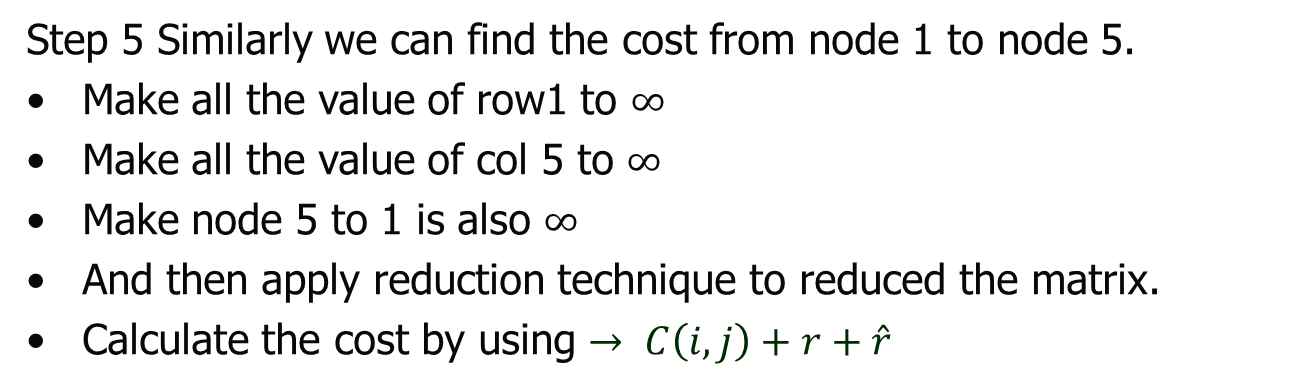 Step 5 Similarly we can find the cost from node 1 to node 5.
• Make all the value of row1 to ∞
• Make all the value of col 5 to ∞
• Make node 5 to 1 is also ∞
• And then apply reduction technique to reduced the matrix.
• Calculate the cost by using → C(i,j) + r + r̂